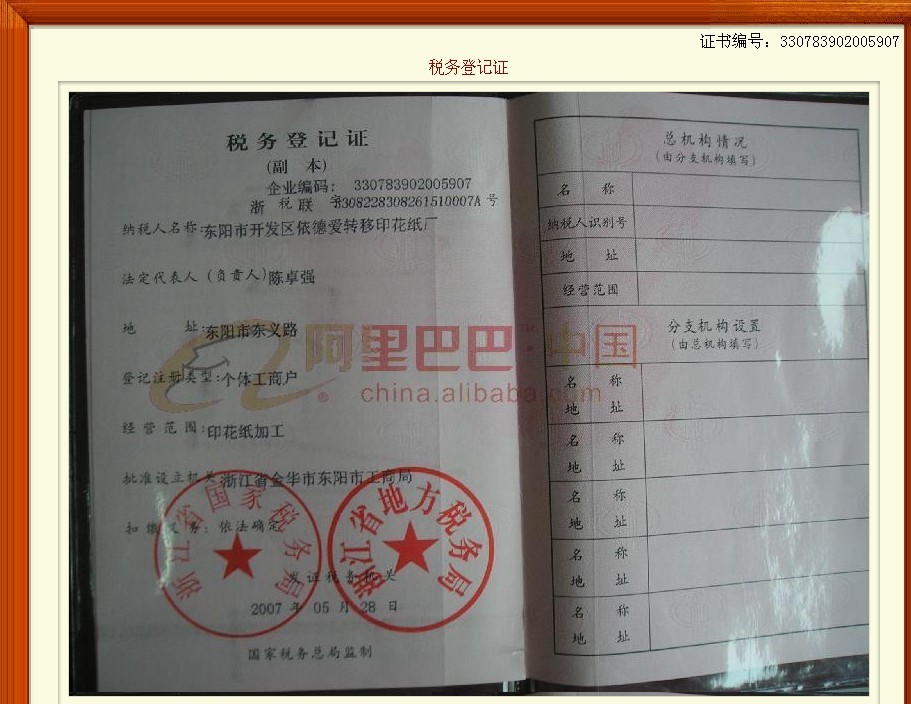 证书编号：330783902005907
税务登记证
税务登记证
(副 本)
企业编码： 330783902005907
浙 税 联 字330822830826151​0007A 号
纳税人名称:东阳市开发区依德爱转移印花纸厂
法定代表人(负责人)陈卓强
地 址:东阳市东义路
登记注册类型:个体工商户
经营范围:印花纸加工
批准设立机关:浙江省金华市东阳市工商局
扣缴义务:依法确定
浙江省国家税务局
浙江省地方税务局
发证税务机关
2007 年 05 月 28 日
国家税务总局监制
总机构情况
(由分支机构填写)
名 称
纳税人识别号
地 址
经营范围
分支机构设置
(由总机构填写)
名 称
地 址
名 称
地 址
名 称
地 址
名 称
地 址
名 称
地 址
阿里巴巴™中国
china.alibaba.com